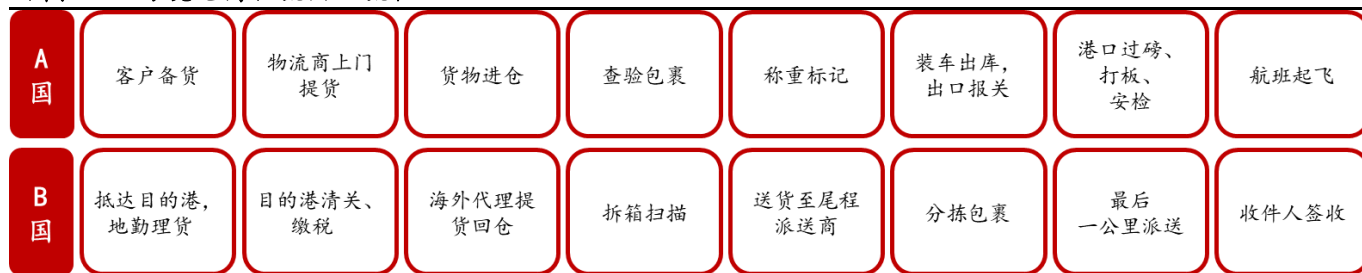 A
国
客户备货
物流商上门
提货
货物进仓
查验包裹
称重标记
装车出库，
出口报关
港口过磅、
打板、
安检
航班起飞
B
国
抵达目的港，
地勤理货
目的港清关、
缴税
海外代理提
货回仓
拆箱扫描
送货至尾程
派送商
分拣包裹
最后
一公里派送
收件人签收